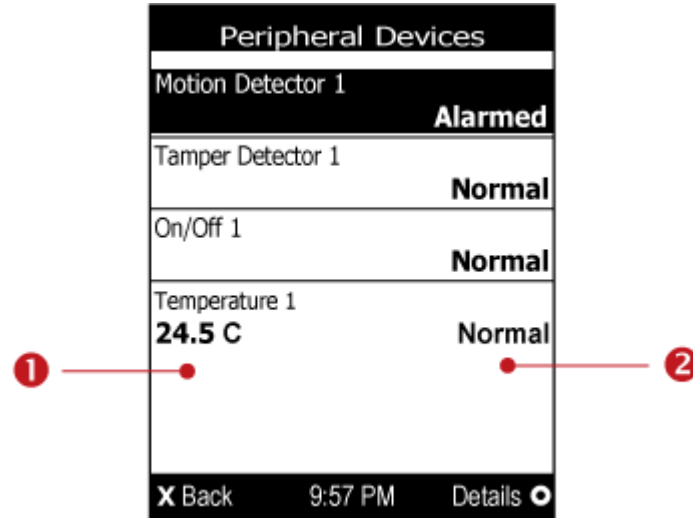 Peripheral Devices
Motion Detector 1
Alarmed
Tamper Detector 1
Normal
On/Off 1
Normal
Temperature 1
24.5 C Normal
1 2
X Back 9:57 PM Details O